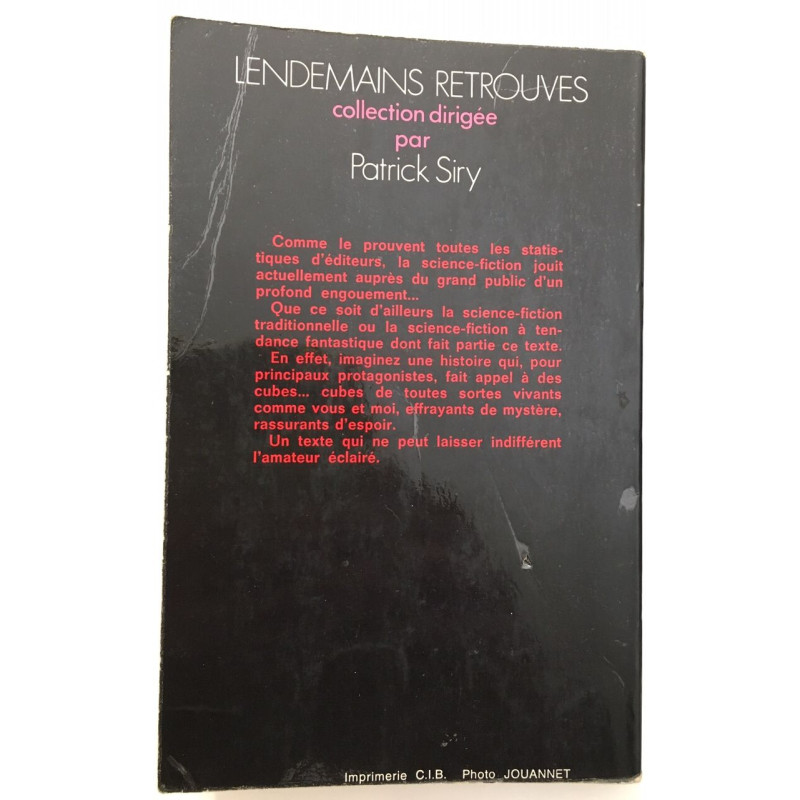 LENDEMAINS RETROUVES
collection dirigée
par
Patrick Siry
Comme le prouvent toutes les statis-
tiques d'éditeurs, la science-fiction jouit
actuellement auprès du grand public d'un
profond engouement...
Que ce soit d'ailleurs la science-fiction
traditionnelle ou la science-fiction à ten-
dance fantastique dont fait partie ce texte.
En effet, imaginez une histoire qui, pour
principaux protagonistes, fait appel à des
cubes... cubes de toutes sortes vivants
comme vous et moi, effrayants de mystère,
rassurants d'espoir.
Un texte qui ne peut laisser indifférent
l'amateur éclairé.
Imprimerie C.I.B. Photo JOUANNET